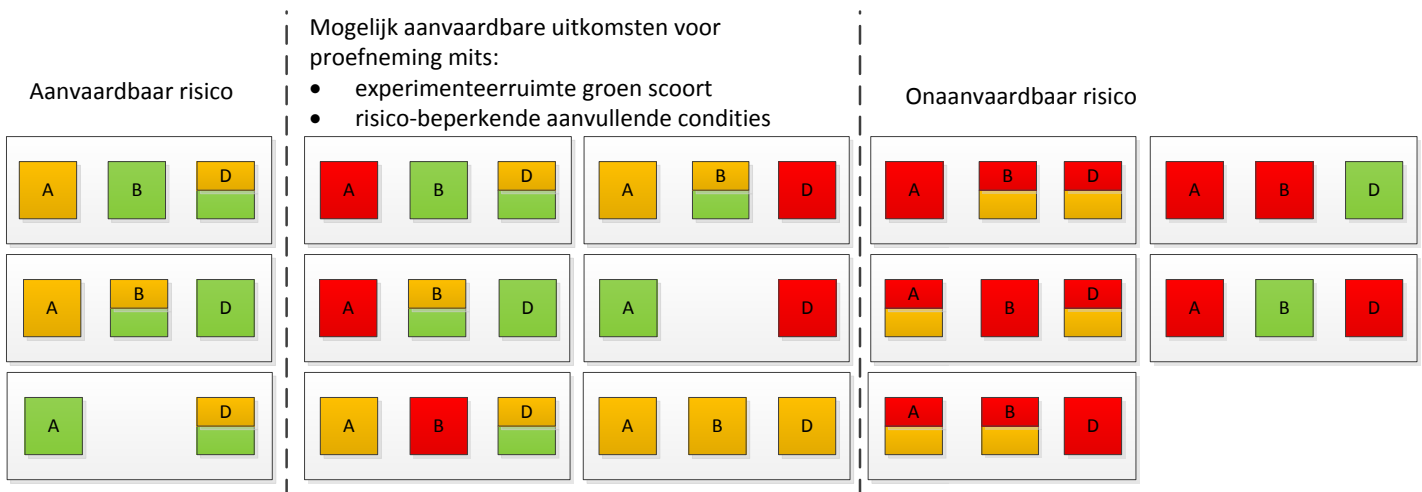 Aanvaardbaar risico
A B D
A B D
A D
Mogelijk aanvaardbare uitkomsten voor
proefneming mits:
• experimenteerruimte groen scoort
• risico-beperkende aanvullende condities
A B D A B D
A B D A D
A B D A B D
Onaanvaardbaar risico
A B D A B D
A B D A B D
A B D